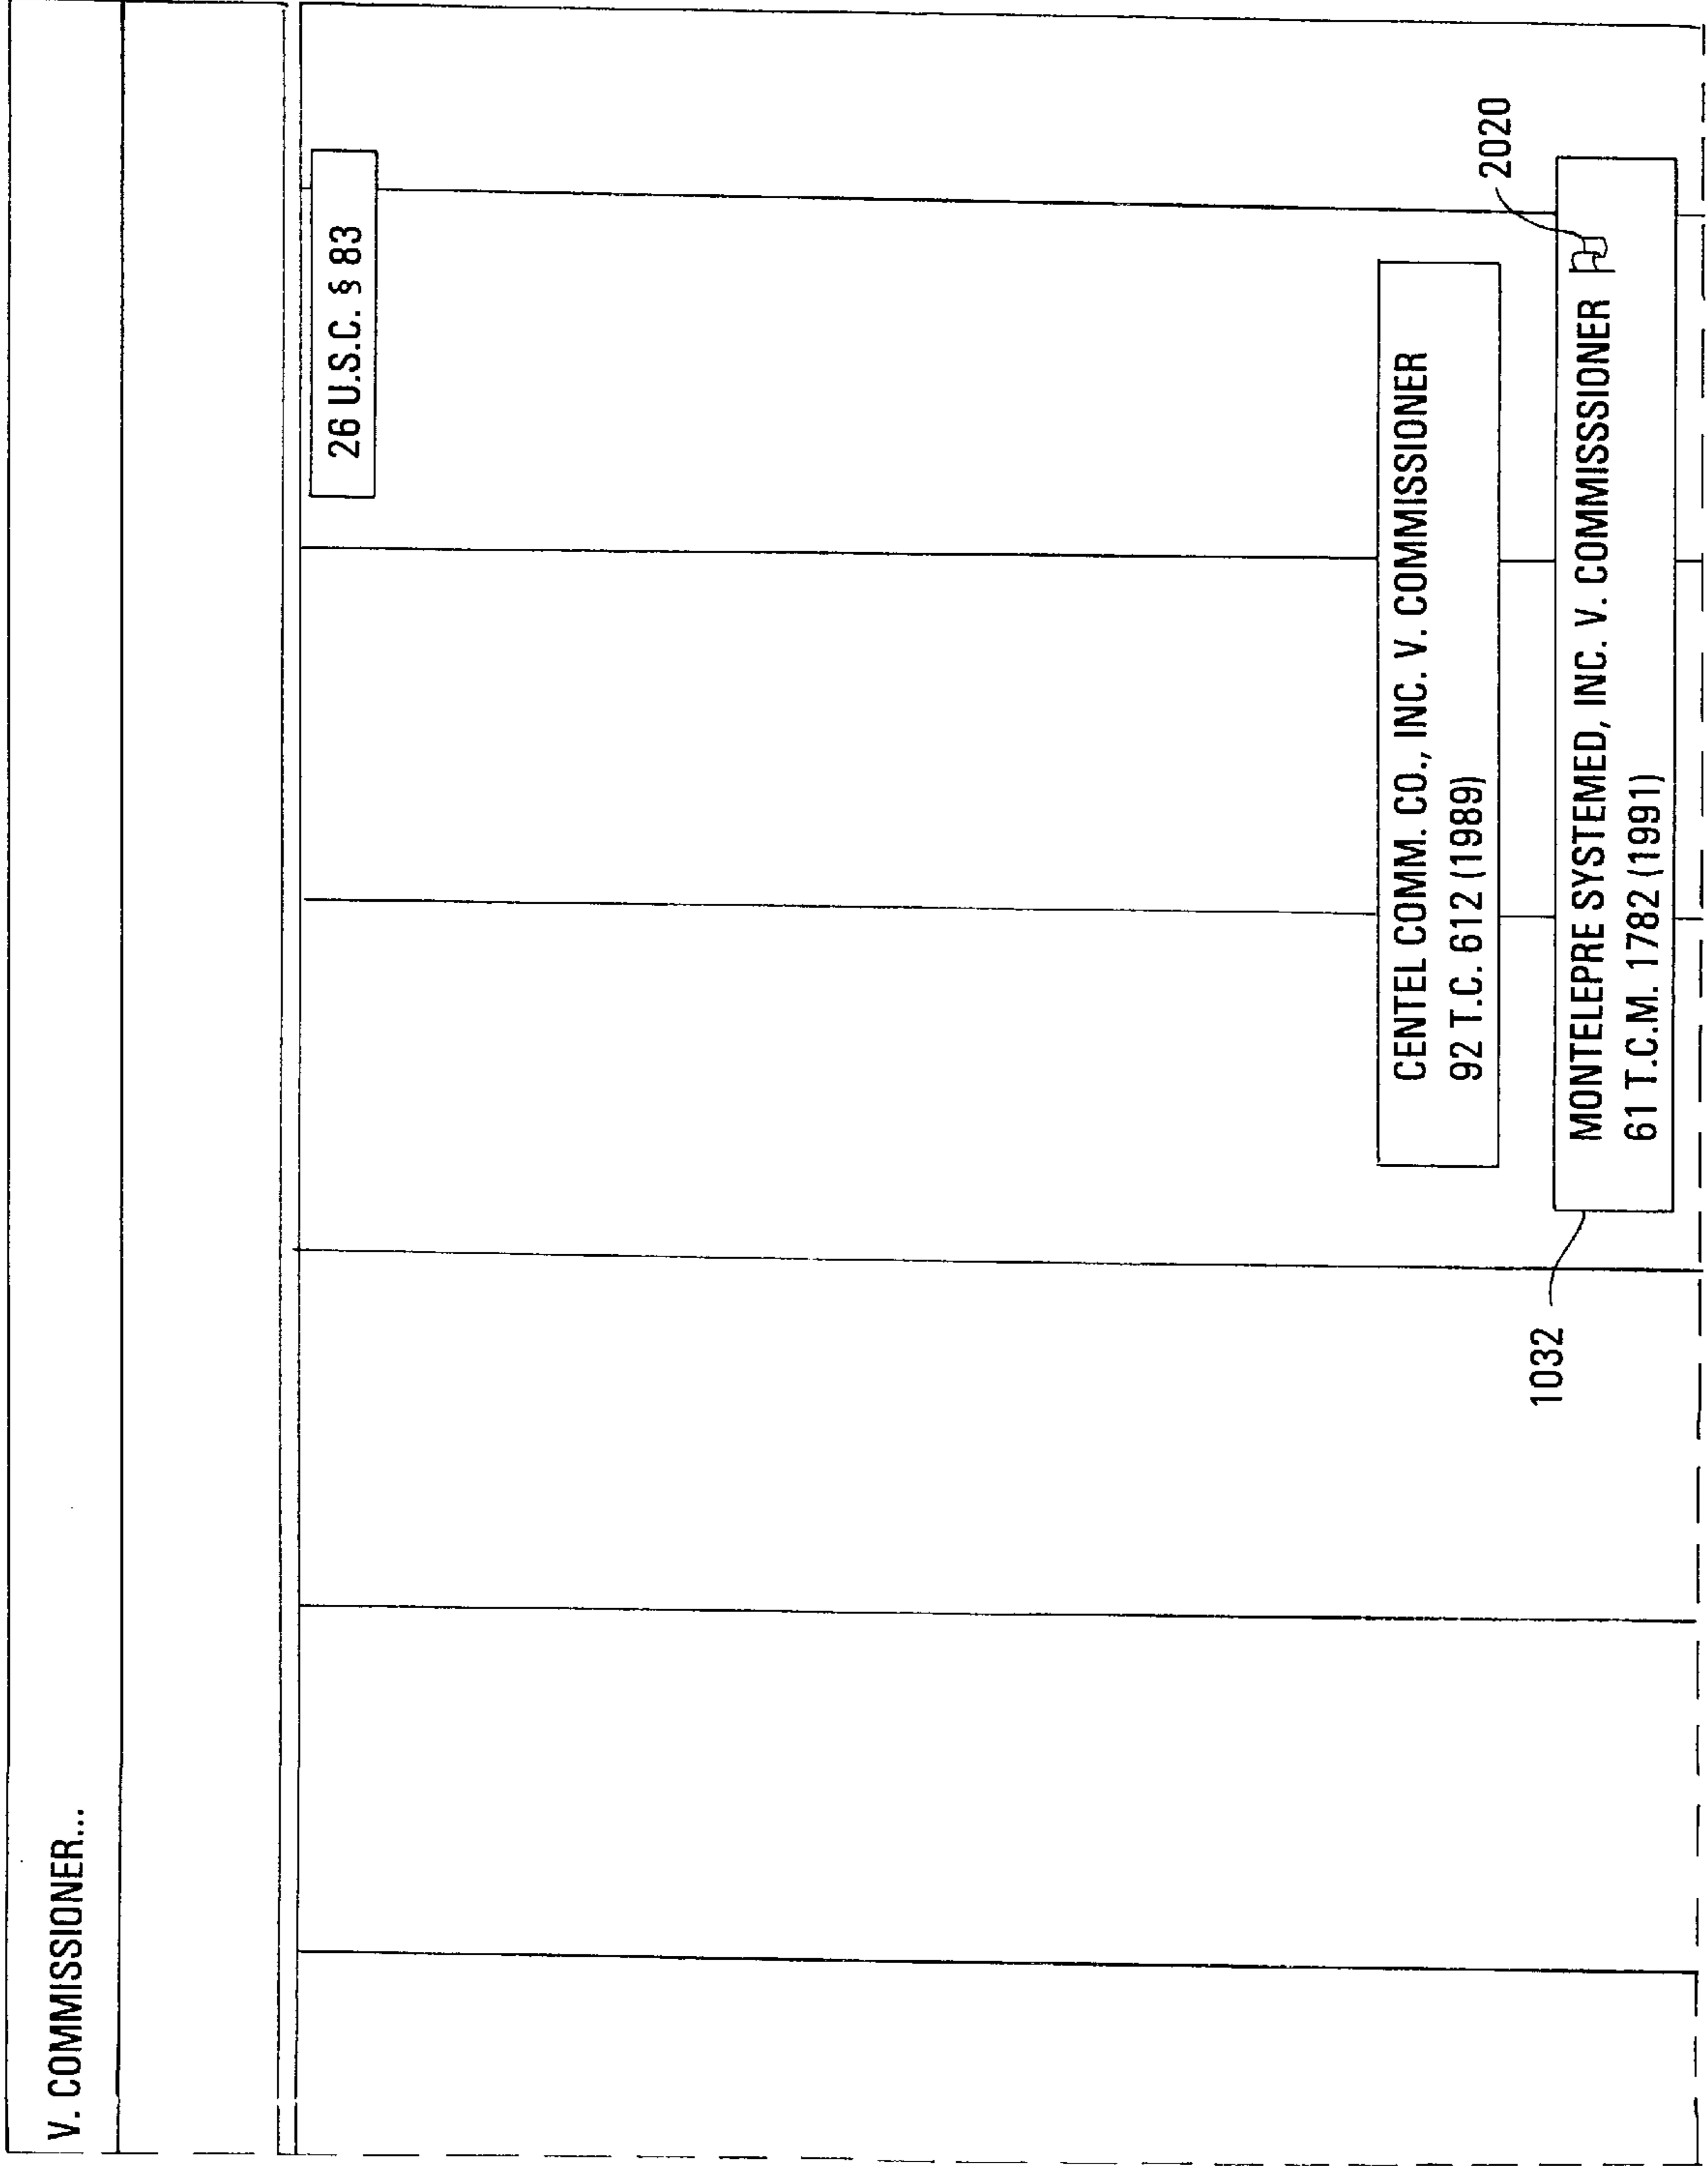 V. COMMISSIONER...
26 U.S.C. § 83
CENTEL COMM. CO., INC. V. COMMISSIONER
92 T.C. 612 (1989)
2020
MONTELEPRE SYSTEMED, INC. V. COMMISSSIONER
61 T.C.M. 1782 (1991)
1032